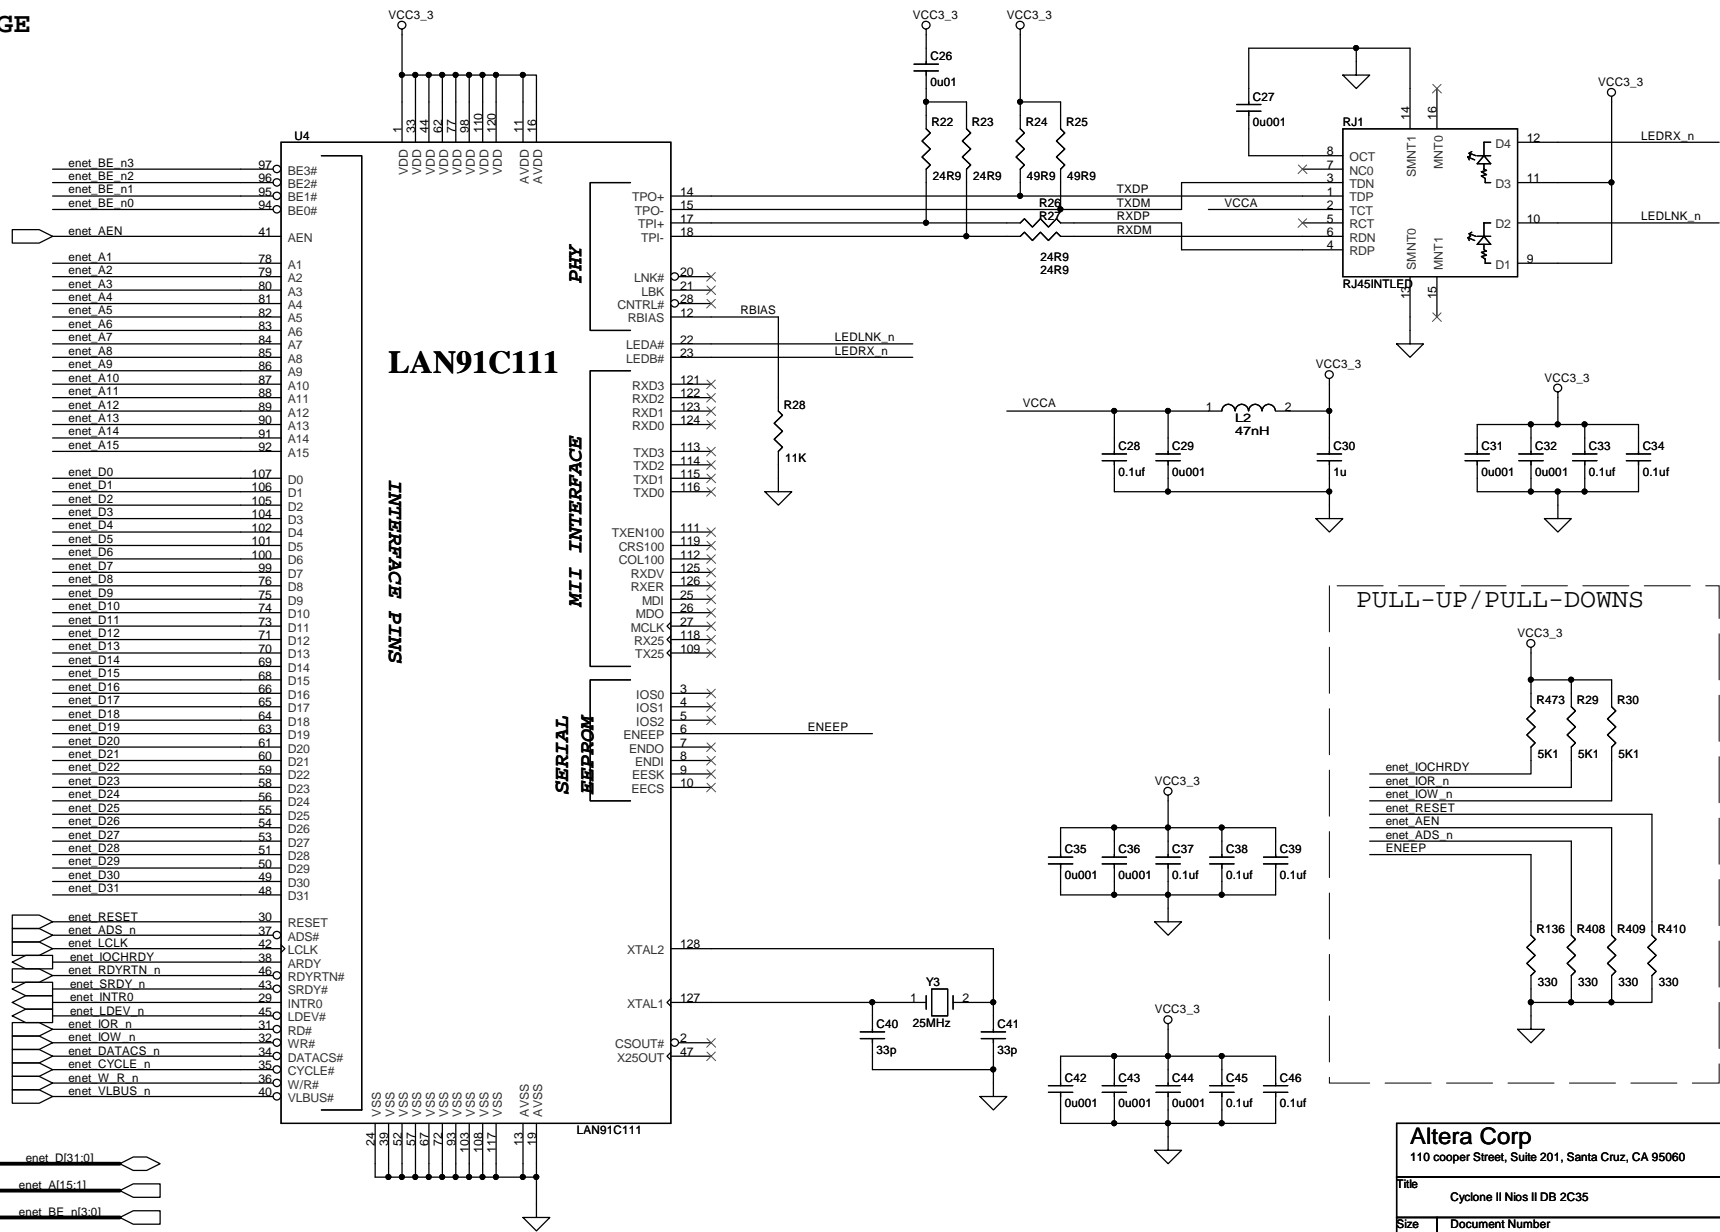 GE
VCC3_3
VCC3_3
VCC3_3
VCC3_3
C26
0u01
C27
0u001
R22
24R9
R23
24R9
R24
49R9
R25
49R9
RJ1
14
SMNT1
16
MNT0
8 OCT
7 NC0
3 TDN
1 TDP
2 TCT
5 RCT
6 RDN
4 RDP
SMNT0
13
MNT1
15
D4 12 LEDRX_n
D3 11
D2 10 LEDLNK_n
D1 9
RJ45INTLED
TXDP
TXDM
RXDP
RXDM
VCCA
R26
R27
24R9
24R9
U4
1 VDD
33 VDD
44 VDD
62 VDD
77 VDD
98 VDD
110 VDD
120 VDD
11 AVDD
16 AVDD
enet_BE_n3 97 BE3#
enet_BE_n2 96 BE2#
enet_BE_n1 95 BE1#
enet_BE_n0 94 BE0#
enet_AEN 41 AEN
enet_A1 78 A1
enet_A2 79 A2
enet_A3 80 A3
enet_A4 81 A4
enet_A5 82 A5
enet_A6 83 A6
enet_A7 84 A7
enet_A8 85 A8
enet_A9 86 A9
enet_A10 87 A10
enet_A11 88 A11
enet_A12 89 A12
enet_A13 90 A13
enet_A14 91 A14
enet_A15 92 A15
enet_D0 107 D0
enet_D1 106 D1
enet_D2 105 D2
enet_D3 104 D3
enet_D4 102 D4
enet_D5 101 D5
enet_D6 100 D6
enet_D7 99 D7
enet_D8 76 D8
enet_D9 75 D9
enet_D10 74 D10
enet_D11 73 D11
enet_D12 71 D12
enet_D13 70 D13
enet_D14 69 D14
enet_D15 68 D15
enet_D16 66 D16
enet_D17 65 D17
enet_D18 64 D18
enet_D19 63 D19
enet_D20 61 D20
enet_D21 60 D21
enet_D22 59 D22
enet_D23 58 D23
enet_D24 56 D24
enet_D25 55 D25
enet_D26 54 D26
enet_D27 53 D27
enet_D28 51 D28
enet_D29 50 D29
enet_D30 49 D30
enet_D31 48 D31
enet_RESET 30 RESET
enet_ADS_n 37 ADS#
enet_LCLK 42 LCLK
enet_IOCHRDY 38 ARDY
enet_RDYRTN_n 46 RDYRTN#
enet_SRDY_n 43 SRDY#
enet_INTR0 29 INTR0
enet_LDEV_n 45 LDEV#
enet_IOR_n 31 RD#
enet_IOW_n 32 WR#
enet_DATACS_n 34 DATACS#
enet_CYCLE_n 35 CYCLE#
enet_W_R_n 36 W/R#
enet_VLBUS_n 40 VLBUS#
LAN91C111
INTERFACE PINS
PHY
MII INTERFACE
SERIAL
EEPROM
TPO+ 14
TPO- 15
TPI+ 17
TPI- 18
LNK# 20
LBK 21
CNTRL# 28
RBIAS 12 RBIAS
LEDA# 22 LEDLNK_n
LEDB# 23 LEDRX_n
RXD3 121
RXD2 122
RXD1 123
RXD0 124
TXD3 113
TXD2 114
TXD1 115
TXD0 116
TXEN100 111
CRS100 119
COL100 112
RXDV 125
RXER 126
MDI 25
MDO 26
MCLK 27
RX25 118
TX25 109
IOS0 3
IOS1 4
IOS2 5
ENEEP 6 ENEEP
ENDO 7
ENDI 8
EESK 9
EECS 10
XTAL2 128
XTAL1 127
CSOUT# 2
X25OUT 47
R28
11K
Y3
1 2
25MHz
C40
33p
C41
33p
24 VSS
39 VSS
52 VSS
57 VSS
67 VSS
72 VSS
93 VSS
103 VSS
108 VSS
117 VSS
13 AVSS
19 AVSS
LAN91C111
enet_D[31:0]
enet_A[15:1]
enet_BE_n[3:0]
VCCA
1 2
L2
47nH
VCC3_3
C28
0.1uf
C29
0u001
C30
1u
VCC3_3
C31
0u001
C32
0u001
C33
0.1uf
C34
0.1uf
VCC3_3
C35
0u001
C36
0u001
C37
0.1uf
C38
0.1uf
C39
0.1uf
VCC3_3
C42
0u001
C43
0u001
C44
0u001
C45
0.1uf
C46
0.1uf
PULL-UP/PULL-DOWNS
VCC3_3
R473
5K1
R29
5K1
R30
5K1
enet_IOCHRDY
enet_IOR_n
enet_IOW_n
enet_RESET
enet_AEN
enet_ADS_n
ENEEP
R136
330
R408
330
R409
330
R410
330
Altera Corp
110 cooper Street, Suite 201, Santa Cruz, CA 95060
Title
Cyclone II Nios II DB 2C35
Size Document Number